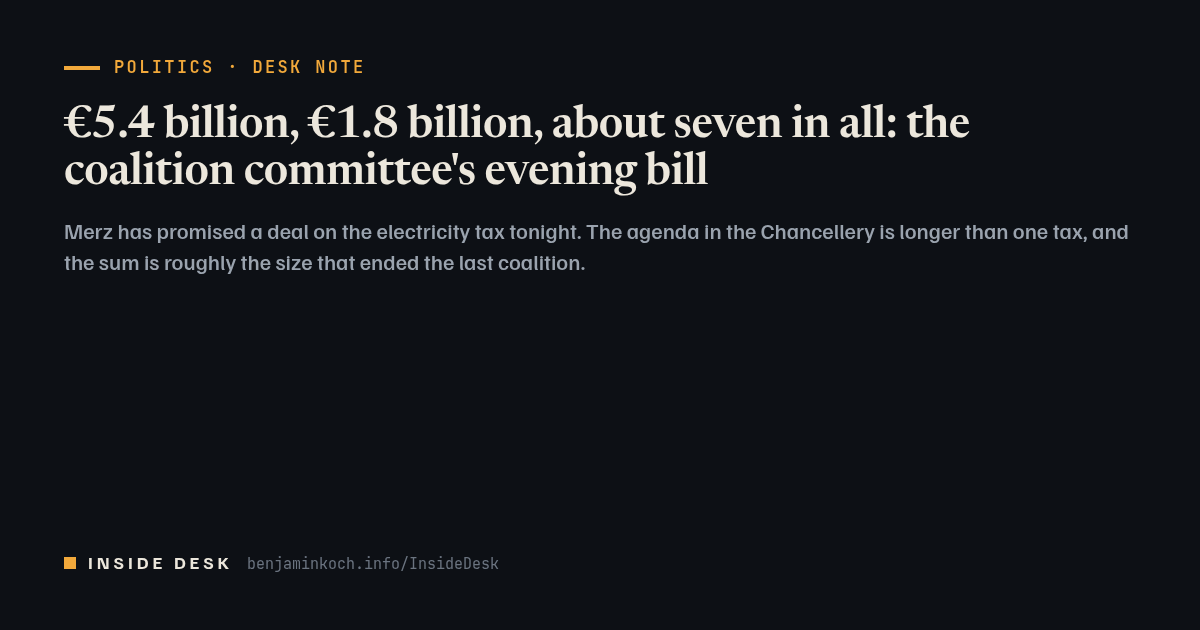 POLITICS · DESK NOTE
€5.4 billion, €1.8 billion, about seven in all: the
coalition committee's evening bill
Merz has promised a deal on the electricity tax tonight. The agenda in the Chancellery is longer than one tax, and
the sum is roughly the size that ended the last coalition.
INSIDE DESK benjaminkoch.info/InsideDesk